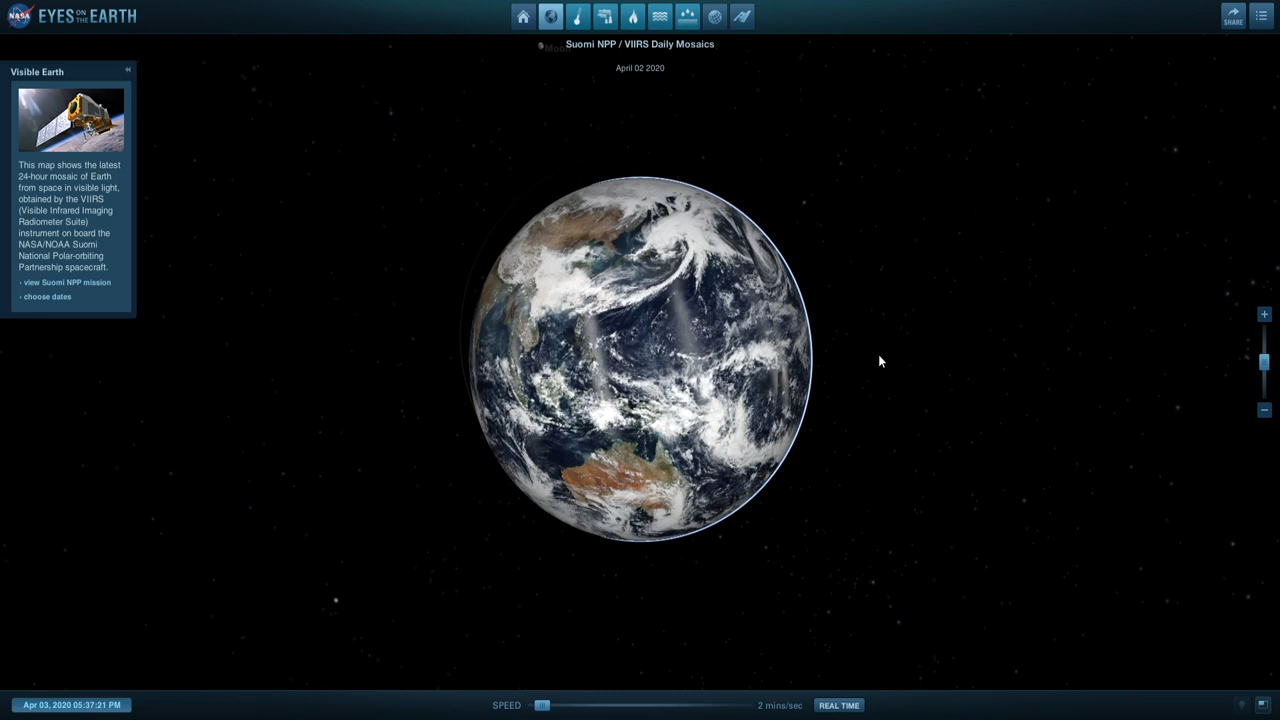 NASA EYES ON THE EARTH
SHARE
Moon
Suomi NPP / VIIRS Daily Mosaics
April 02 2020
Visible Earth
This map shows the latest
24-hour mosaic of Earth
from space in visible light,
obtained by the VIIRS
(Visible Infrared Imaging
Radiometer Suite)
instrument on board the
NASA/NOAA Suomi
National Polar-orbiting
Partnership spacecraft.
view Suomi NPP mission
choose dates
Apr 03, 2020 05:37:21 PM
SPEED
2 mins/sec
REAL TIME